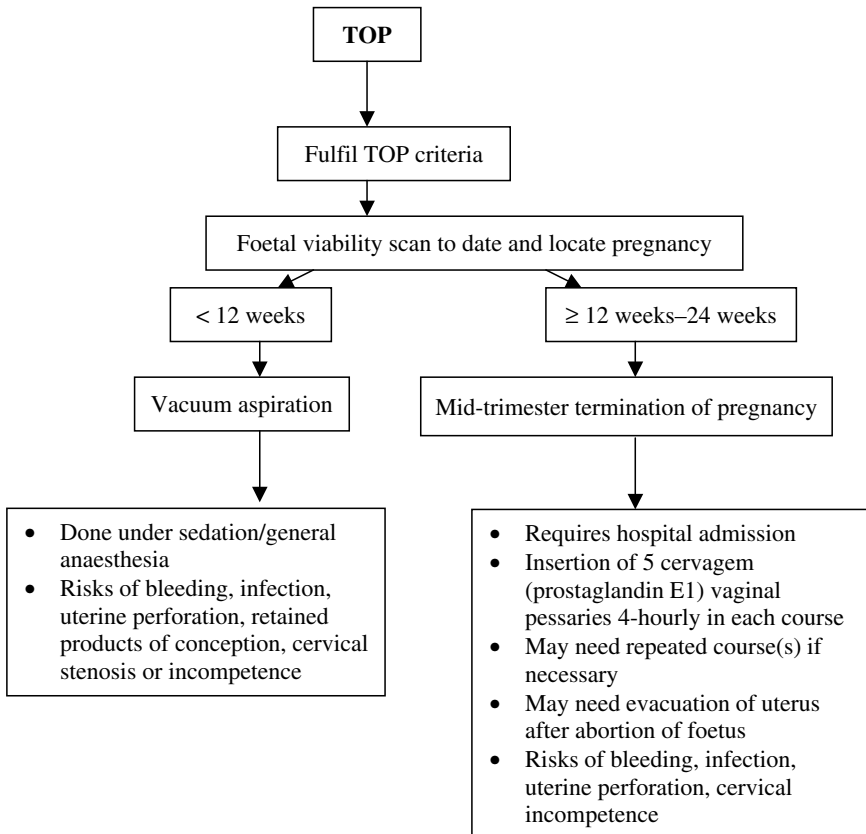 TOP
Fulfil TOP criteria
Foetal viability scan to date and locate pregnancy
< 12 weeks
≥ 12 weeks–24 weeks
Vacuum aspiration
Mid-trimester termination of pregnancy
• Done under sedation/general
anaesthesia
• Risks of bleeding, infection,
uterine perforation, retained
products of conception, cervical
stenosis or incompetence
• Requires hospital admission
• Insertion of 5 cervagem
(prostaglandin E1) vaginal
pessaries 4-hourly in each course
• May need repeated course(s) if
necessary
• May need evacuation of uterus
after abortion of foetus
• Risks of bleeding, infection,
uterine perforation, cervical
incompetence